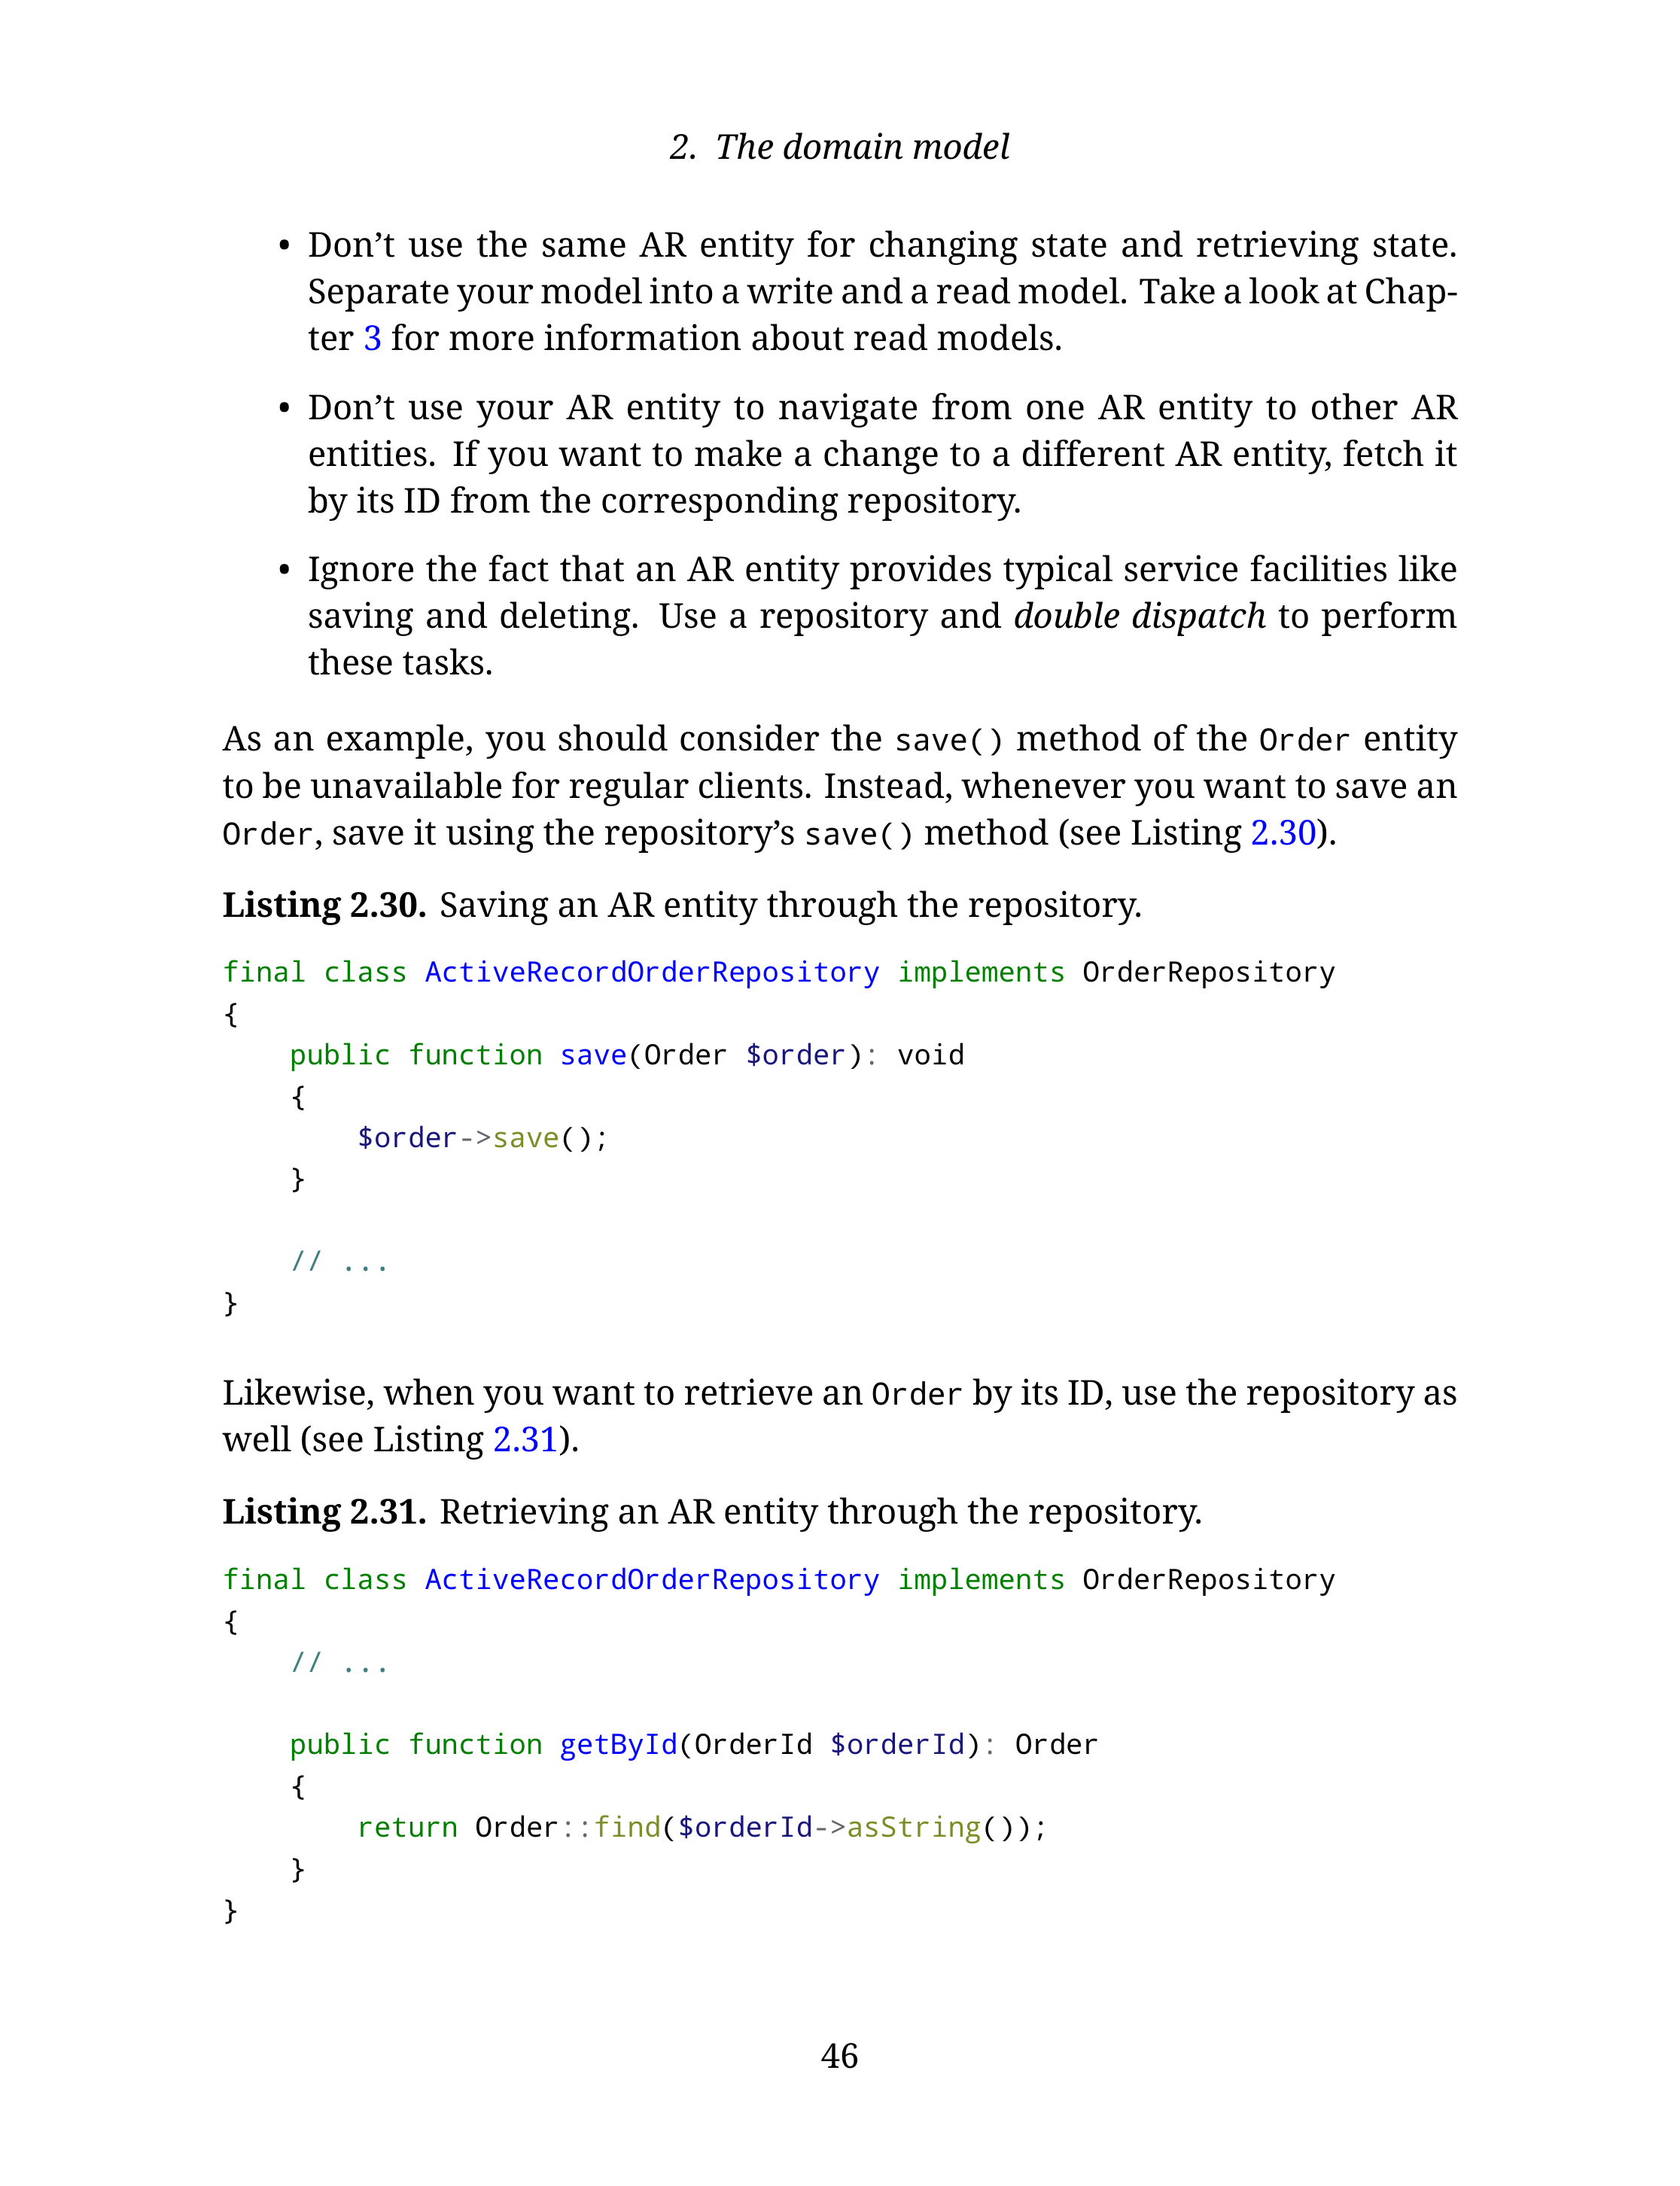 2. The domain model
• Don’t use the same AR entity for changing state and retrieving state.
Separate your model into a write and a read model. Take a look at Chap-
ter 3 for more information about read models.
• Don’t use your AR entity to navigate from one AR entity to other AR
entities. If you want to make a change to a different AR entity, fetch it
by its ID from the corresponding repository.
• Ignore the fact that an AR entity provides typical service facilities like
saving and deleting. Use a repository and double dispatch to perform
these tasks.
As an example, you should consider the save() method of the Order entity
to be unavailable for regular clients. Instead, whenever you want to save an
Order, save it using the repository’s save() method (see Listing 2.30).
Listing 2.30. Saving an AR entity through the repository.
final class ActiveRecordOrderRepository implements OrderRepository
{
    public function save(Order $order): void
    {
        $order->save();
    }

    // ...
}
Likewise, when you want to retrieve an Order by its ID, use the repository as
well (see Listing 2.31).
Listing 2.31. Retrieving an AR entity through the repository.
final class ActiveRecordOrderRepository implements OrderRepository
{
    // ...

    public function getById(OrderId $orderId): Order
    {
        return Order::find($orderId->asString());
    }
}
46